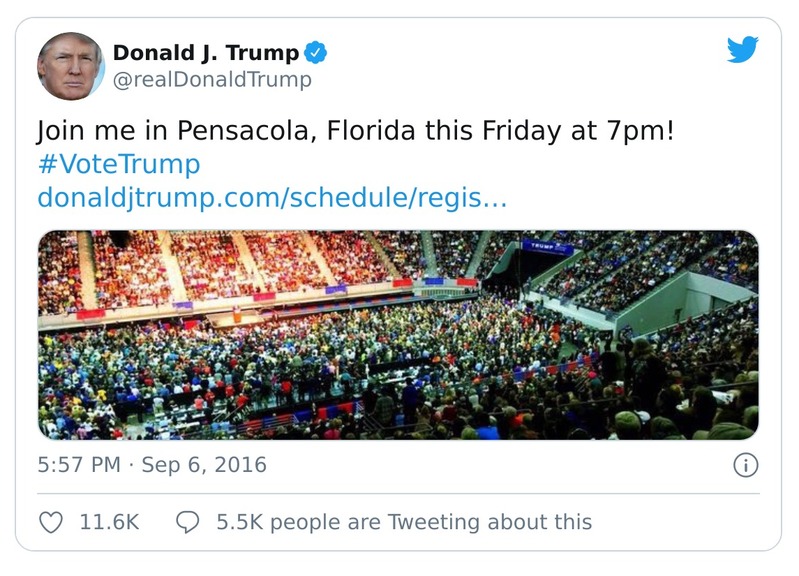 Donald J. Trump
@realDonaldTrump
Join me in Pensacola, Florida this Friday at 7pm!
#VoteTrump
donaldjtrump.com/schedule/regis…
TRUMP
5:57 PM · Sep 6, 2016
11.6K
5.5K people are Tweeting about this